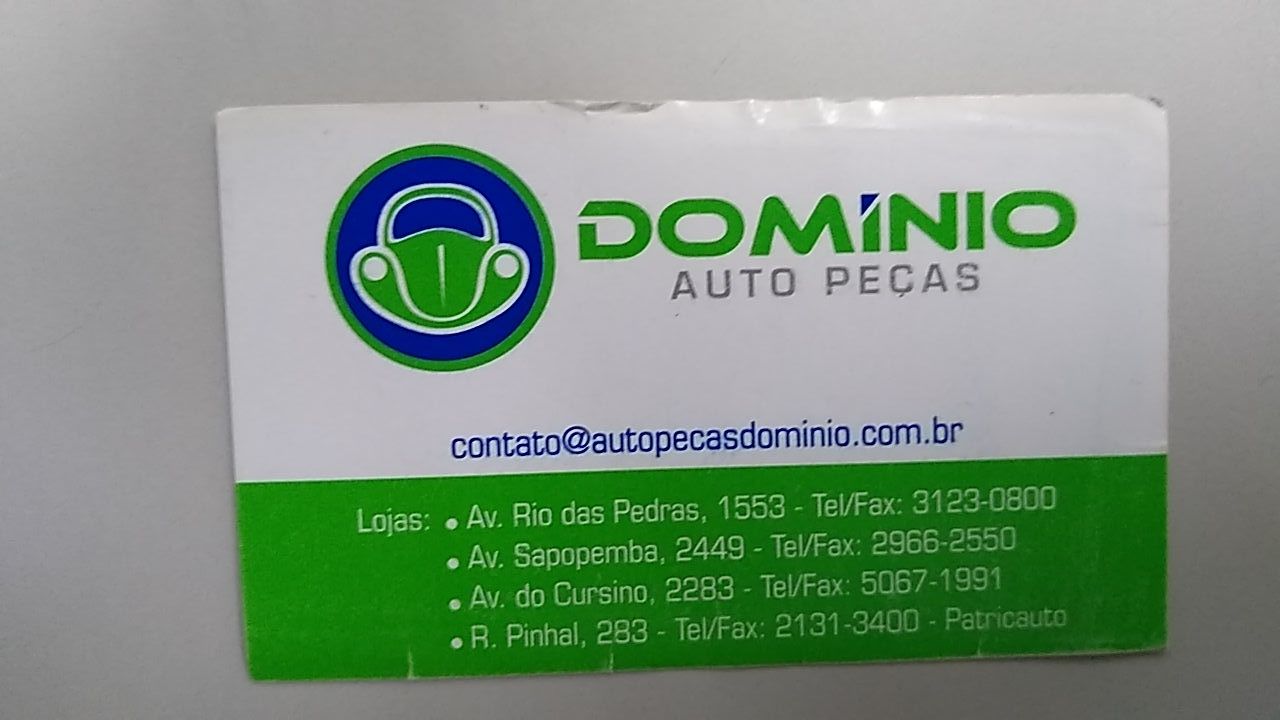 DOMÍNIO
AUTO PEÇAS
contato@autopecasdominio.com.br
Lojas: • Av. Rio das Pedras, 1553 - Tel/Fax: 3123-0800
• Av. Sapopemba, 2449 - Tel/Fax: 2966-2550
• Av. do Cursino, 2283 - Tel/Fax: 5067-1991
• R. Pinhal, 283 - Tel/Fax: 2131-3400 - Patricauto